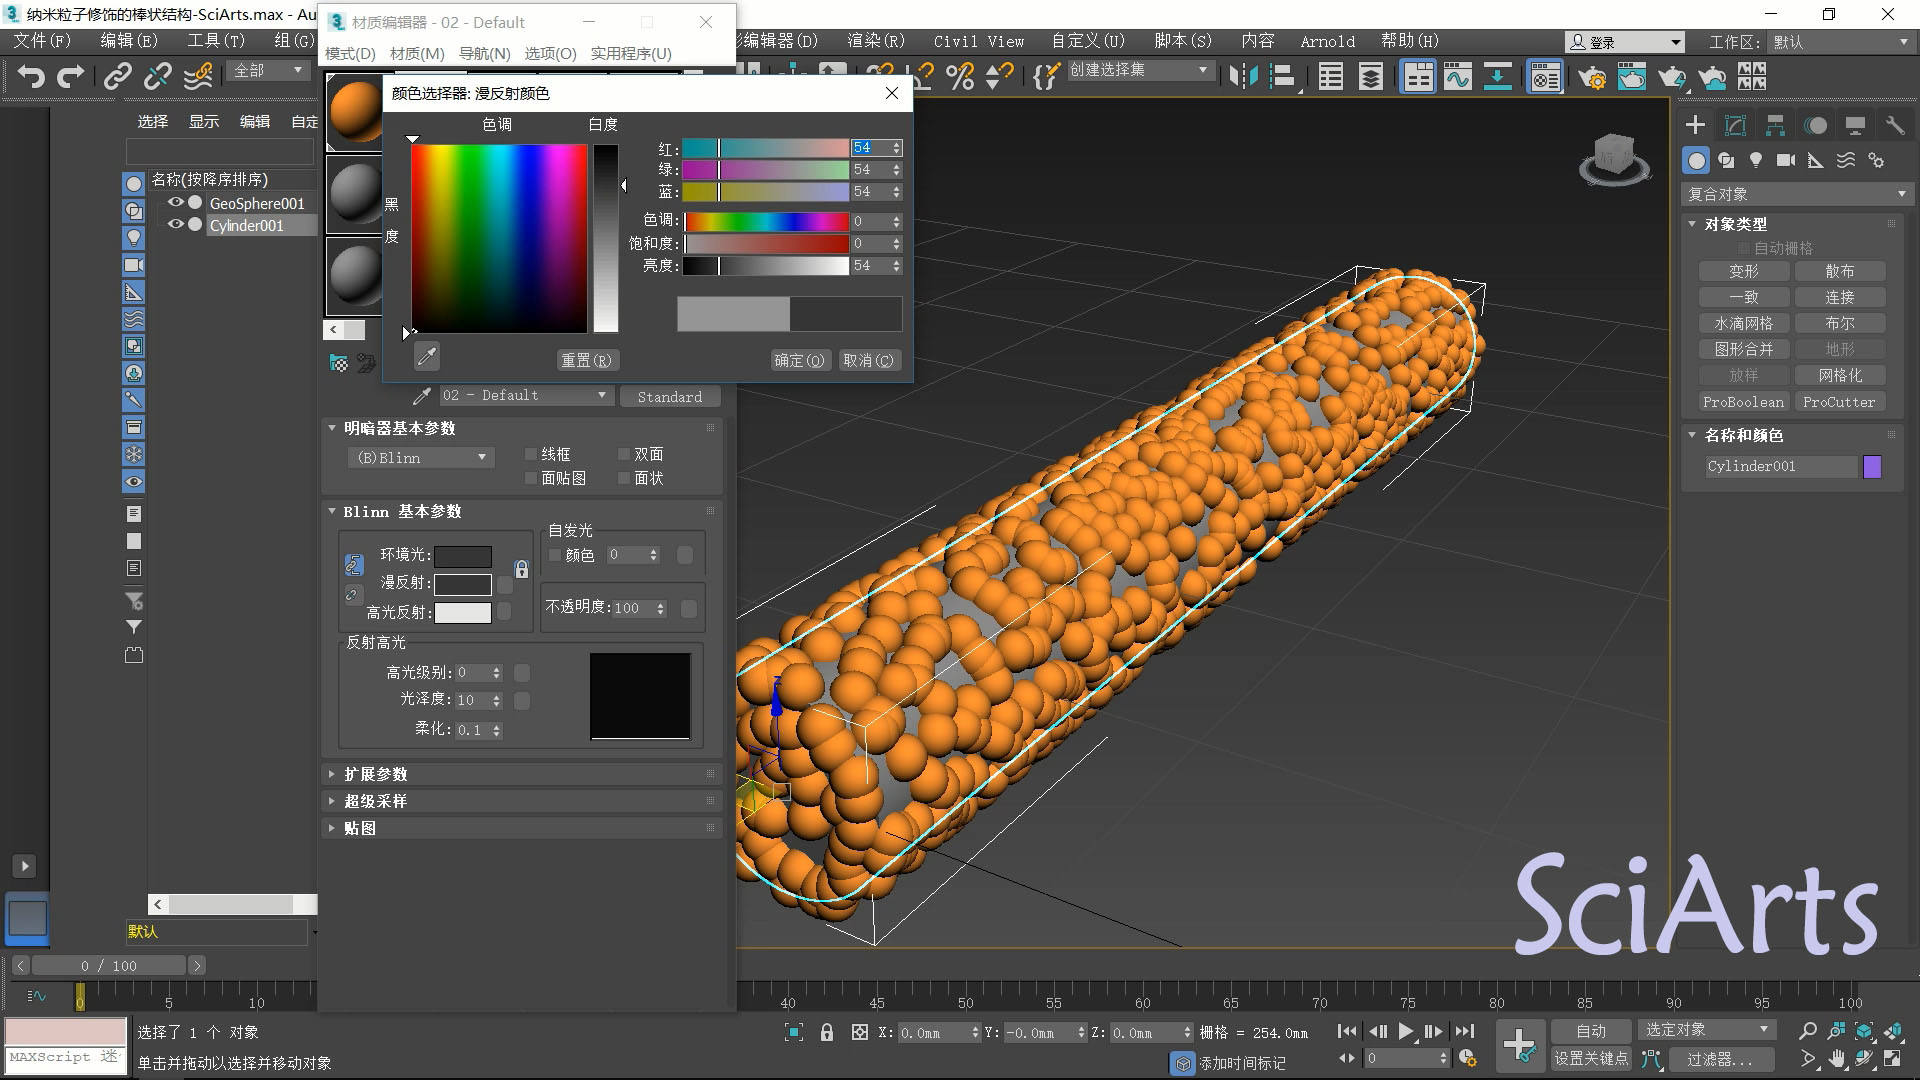 纳米粒子修饰的棒状结构-SciArts.max - Au
材质编辑器 - 02 - Default
文件(F) 编辑(E) 工具(T) 组(G)
模式(D) 材质(M) 导航(N) 选项(O) 实用程序(U)
编辑器(D) 渲染(R) Civil View 自定义(U) 脚本(S) 内容 Arnold 帮助(H)
登录
工作区: 默认
全部
创建选择集
选择 显示 编辑 自定
名称(按降序排序)
GeoSphere001
Cylinder001
颜色选择器: 漫反射颜色
色调 白度
黑度
红: 54
绿: 54
蓝: 54
色调: 0
饱和度: 0
亮度: 54
重置(R) 确定(O) 取消(C)
02 - Default Standard
明暗器基本参数
(B)Blinn 线框 双面
面贴图 面状
Blinn 基本参数
自发光
环境光: 颜色 0
漫反射:
高光反射: 不透明度: 100
反射高光
高光级别: 0
光泽度: 10
柔化: 0.1
扩展参数
超级采样
贴图
复合对象
对象类型
自动栅格
变形 散布
一致 连接
水滴网格 布尔
图形合并 地形
放样 网格化
ProBoolean ProCutter
名称和颜色
Cylinder001
z
SciArts
默认
0 / 100
0 5 10 40 45 50 55 60 65 70 75 80 85 90 95 100
选择了 1 个 对象
X: 0.0mm Y: -0.0mm Z: 0.0mm 栅格 = 254.0mm
自动 选定对象
MAXScript 迷
单击并拖动以选择并移动对象
添加时间标记
0
设置关键点 过滤器...